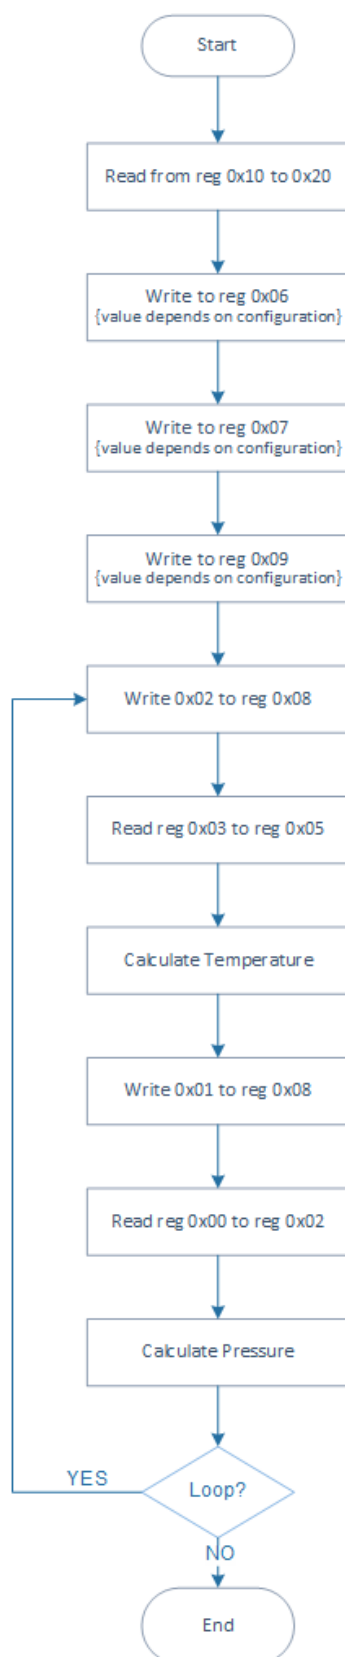 Start
Read from reg 0x10 to 0x20
Write to reg 0x06
{value depends on configuration}
Write to reg 0x07
{value depends on configuration}
Write to reg 0x09
{value depends on configuration}
Write 0x02 to reg 0x08
Read reg 0x03 to reg 0x05
Calculate Temperature
Write 0x01 to reg 0x08
Read reg 0x00 to reg 0x02
Calculate Pressure
YES
Loop?
NO
End